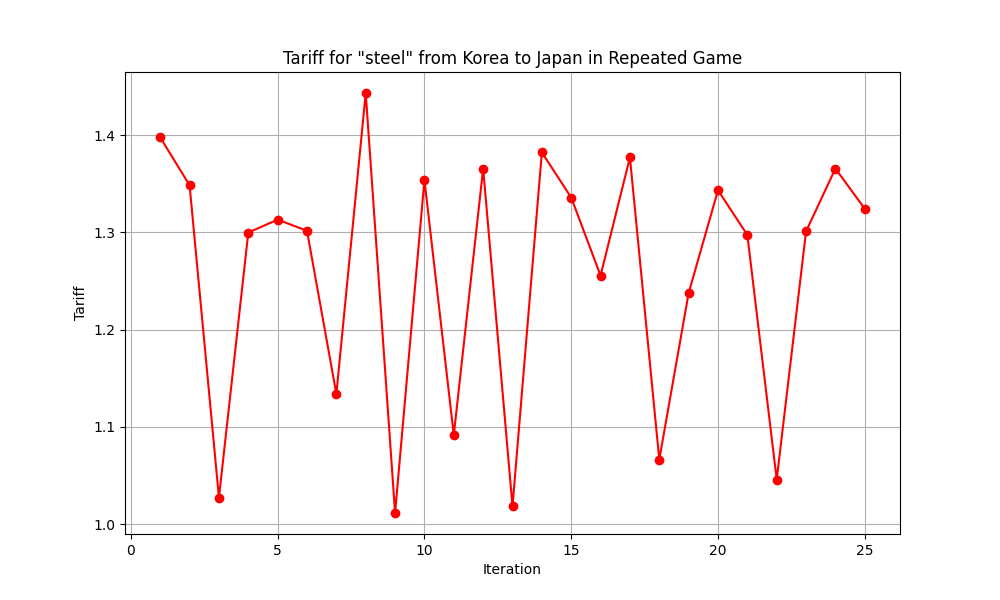 Tariff for "steel" from Korea to Japan in Repeated Game
Tariff
1.4
1.3
1.2
1.1
1.0
0 5 10 15 20 25
Iteration